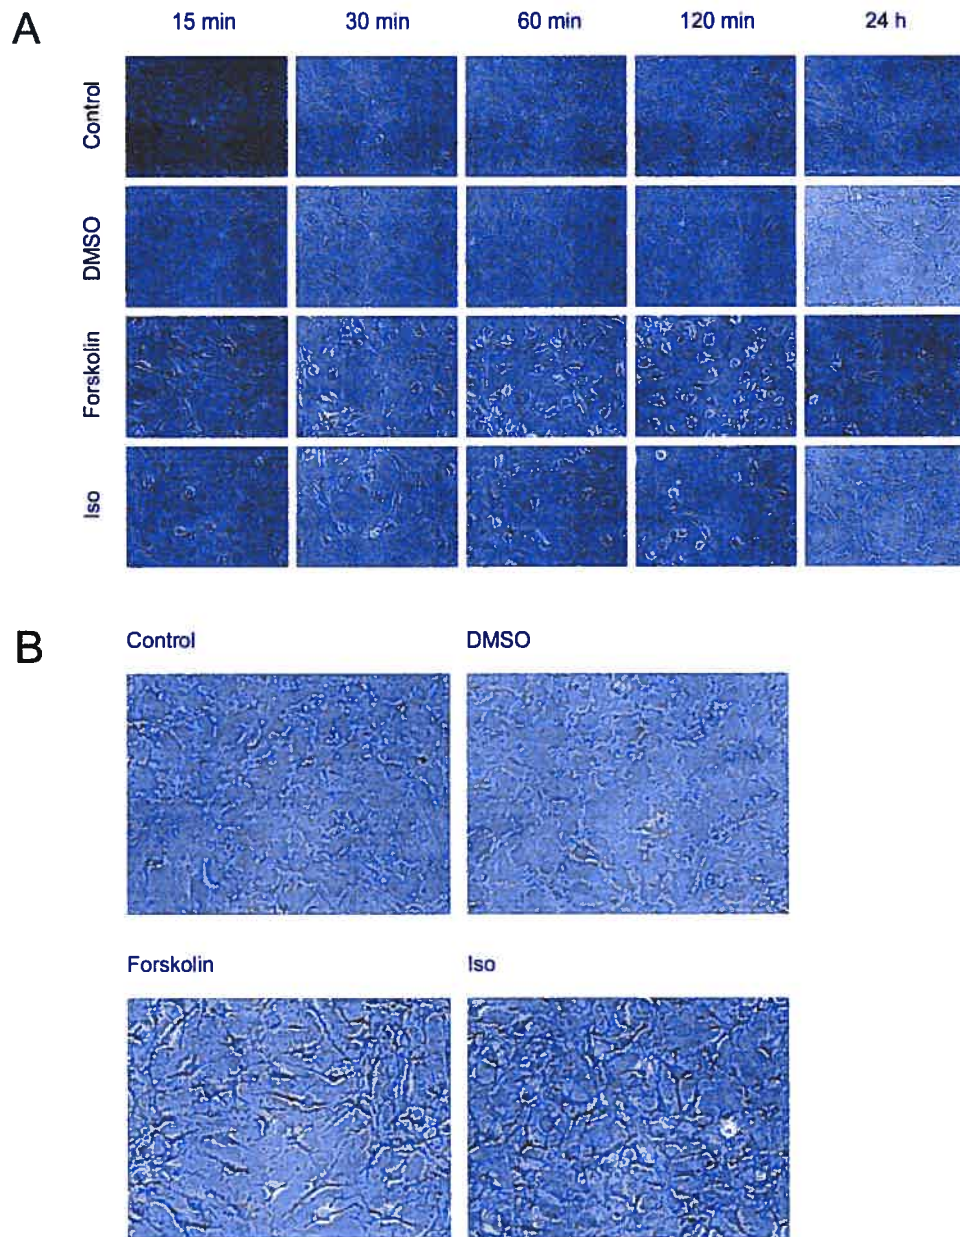 A
15 min 30 min 60 min 120 min 24 h
Control
DMSO
Forskolin
Iso
B
Control DMSO
Forskolin Iso